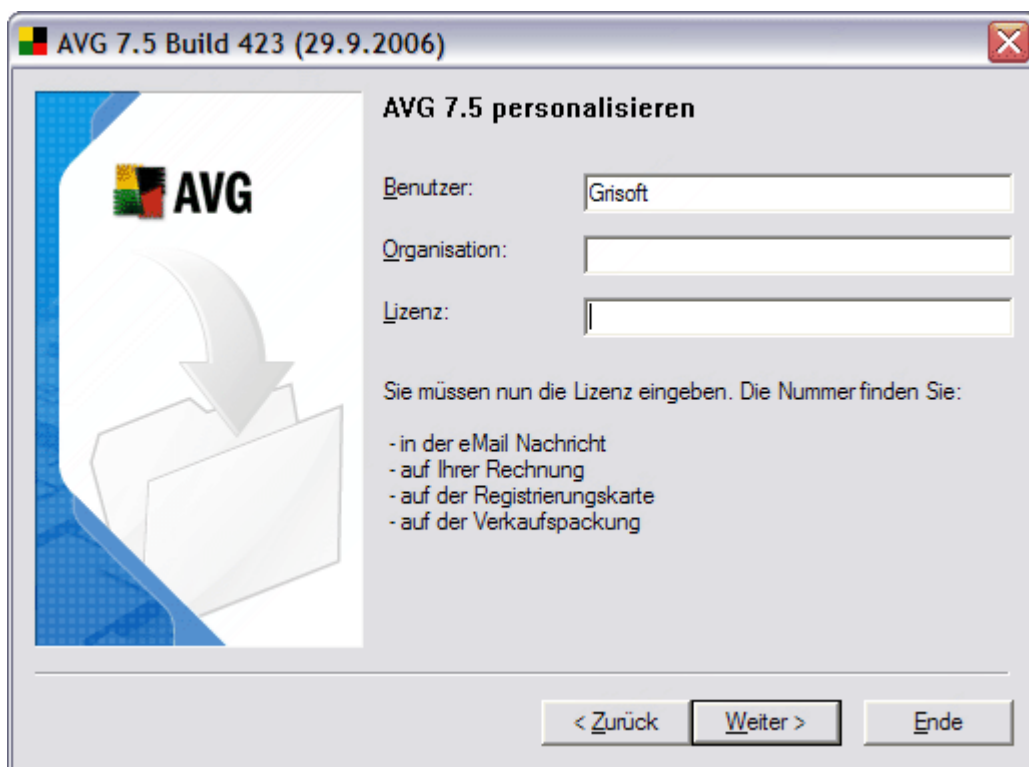 AVG 7.5 Build 423 (29.9.2006)
AVG
AVG 7.5 personalisieren
Benutzer: Grisoft
Organisation:
Lizenz:
Sie müssen nun die Lizenz eingeben. Die Nummer finden Sie:
- in der eMail Nachricht
- auf Ihrer Rechnung
- auf der Registrierungskarte
- auf der Verkaufspackung
< Zurück Weiter > Ende